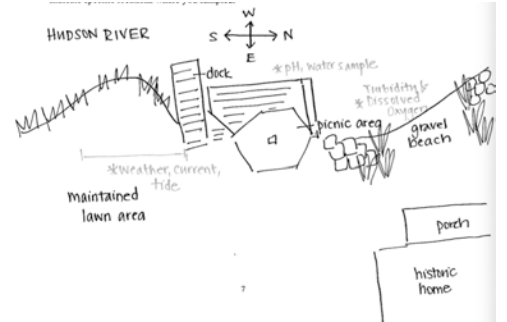 HUDSON RIVER
W
S
N
E
dock
*pH, water sample
Turbidity &
*Dissolved
Oxygen
picnic area
gravel
beach
*weather, current,
tide
maintained
lawn area
porch
historic
home
7